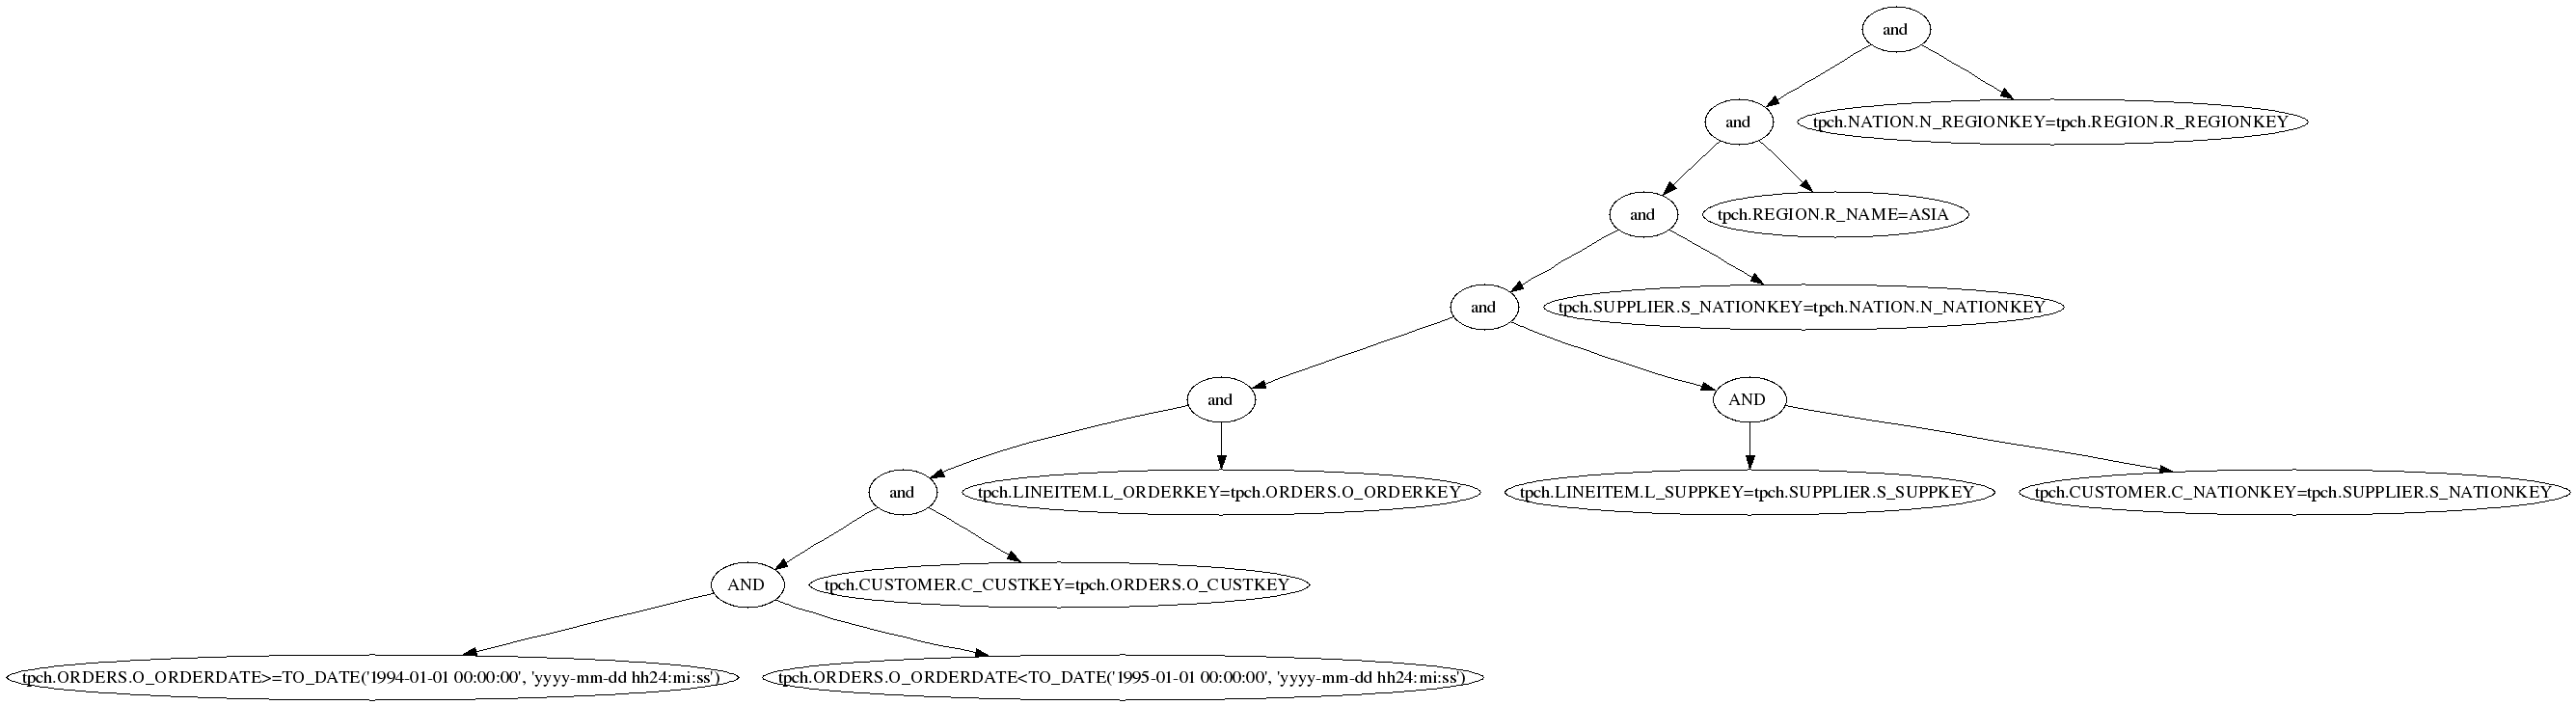 and
and
tpch.NATION.N_REGIONKEY=tpch.REGION.R_REGIONKEY
and
tpch.REGION.R_NAME=ASIA
and
tpch.SUPPLIER.S_NATIONKEY=tpch.NATION.N_NATIONKEY
and
AND
and
tpch.LINEITEM.L_ORDERKEY=tpch.ORDERS.O_ORDERKEY
tpch.LINEITEM.L_SUPPKEY=tpch.SUPPLIER.S_SUPPKEY
tpch.CUSTOMER.C_NATIONKEY=tpch.SUPPLIER.S_NATIONKEY
AND
tpch.CUSTOMER.C_CUSTKEY=tpch.ORDERS.O_CUSTKEY
tpch.ORDERS.O_ORDERDATE>=TO_DATE('1994-01-01 00:00:00', 'yyyy-mm-dd hh24:mi:ss')
tpch.ORDERS.O_ORDERDATE<TO_DATE('1995-01-01 00:00:00', 'yyyy-mm-dd hh24:mi:ss')